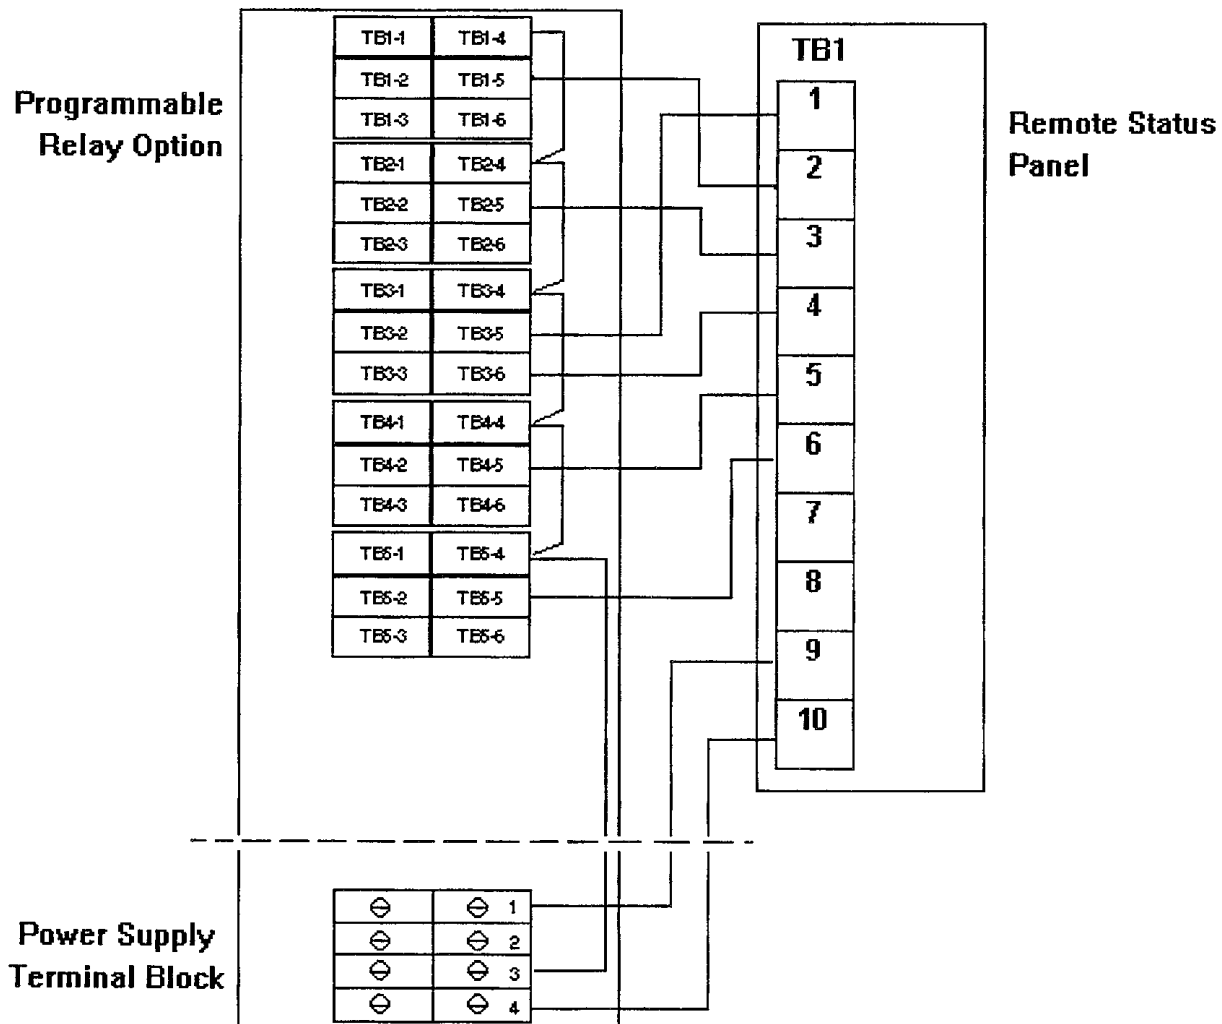 Programmable
Relay Option
TB1-1 TB1-4
TB1-2 TB1-5
TB1-3 TB1-6
TB2-1 TB2-4
TB2-2 TB2-5
TB2-3 TB2-6
TB3-1 TB3-4
TB3-2 TB3-5
TB3-3 TB3-6
TB4-1 TB4-4
TB4-2 TB4-5
TB4-3 TB4-6
TB5-1 TB5-4
TB5-2 TB5-5
TB5-3 TB5-6
TB1
1
2
3
4
5
6
7
8
9
10
Remote Status
Panel
Power Supply
Terminal Block
1
2
3
4